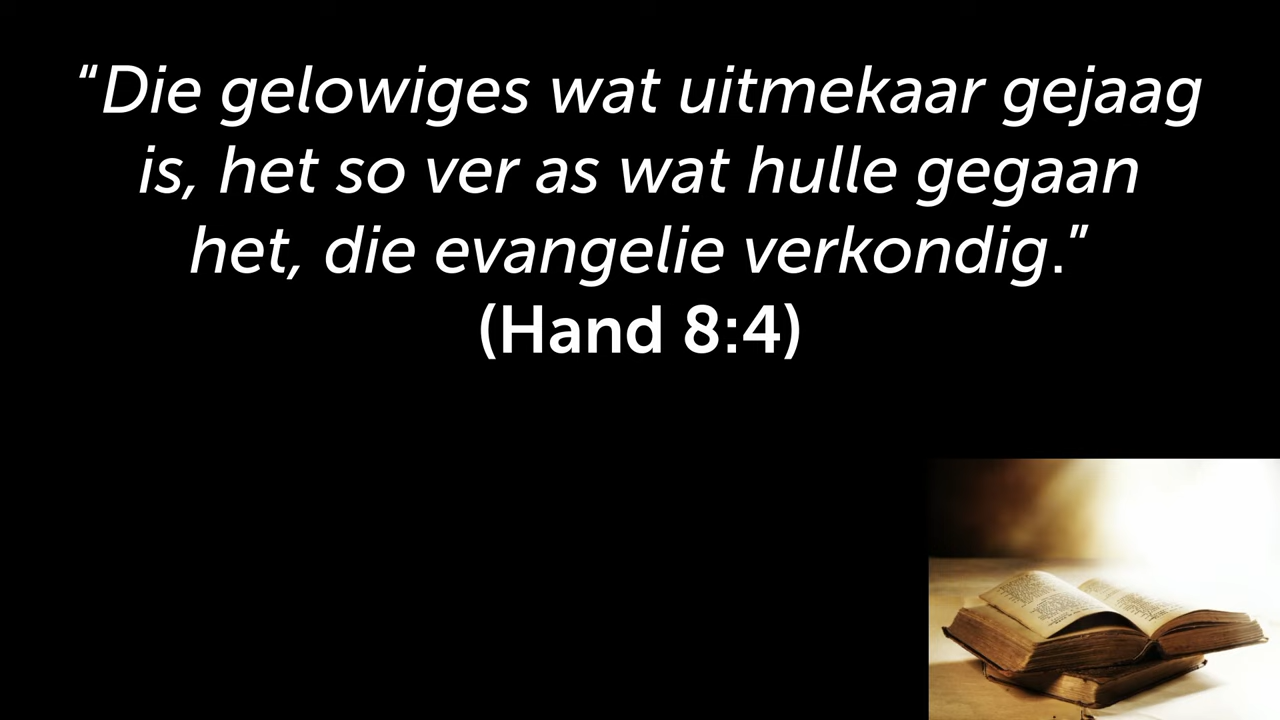 “Die gelowiges wat uitmekaar gejaag
is, het so ver as wat hulle gegaan
het, die evangelie verkondig.”
(Hand 8:4)